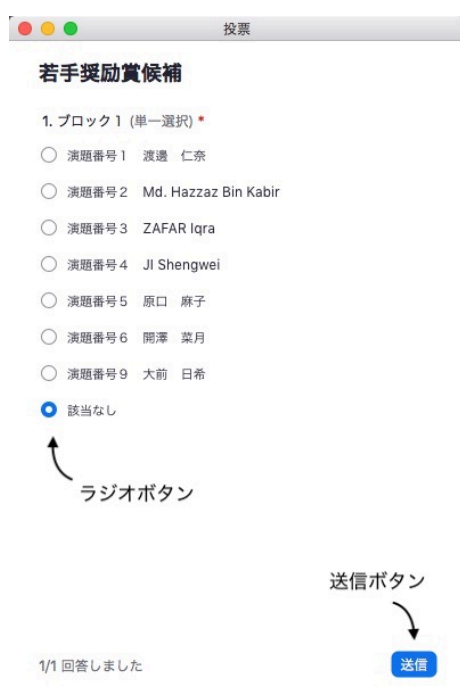 投票
若手奨励賞候補
1. ブロック1 (単一選択) *
演題番号1 渡邊 仁奈
演題番号2 Md. Hazzaz Bin Kabir
演題番号3 ZAFAR Iqra
演題番号4 JI Shengwei
演題番号5 原口 麻子
演題番号6 開澤 菜月
演題番号9 大前 日希
該当なし
ラジオボタン
送信ボタン
1/1 回答しました
送信